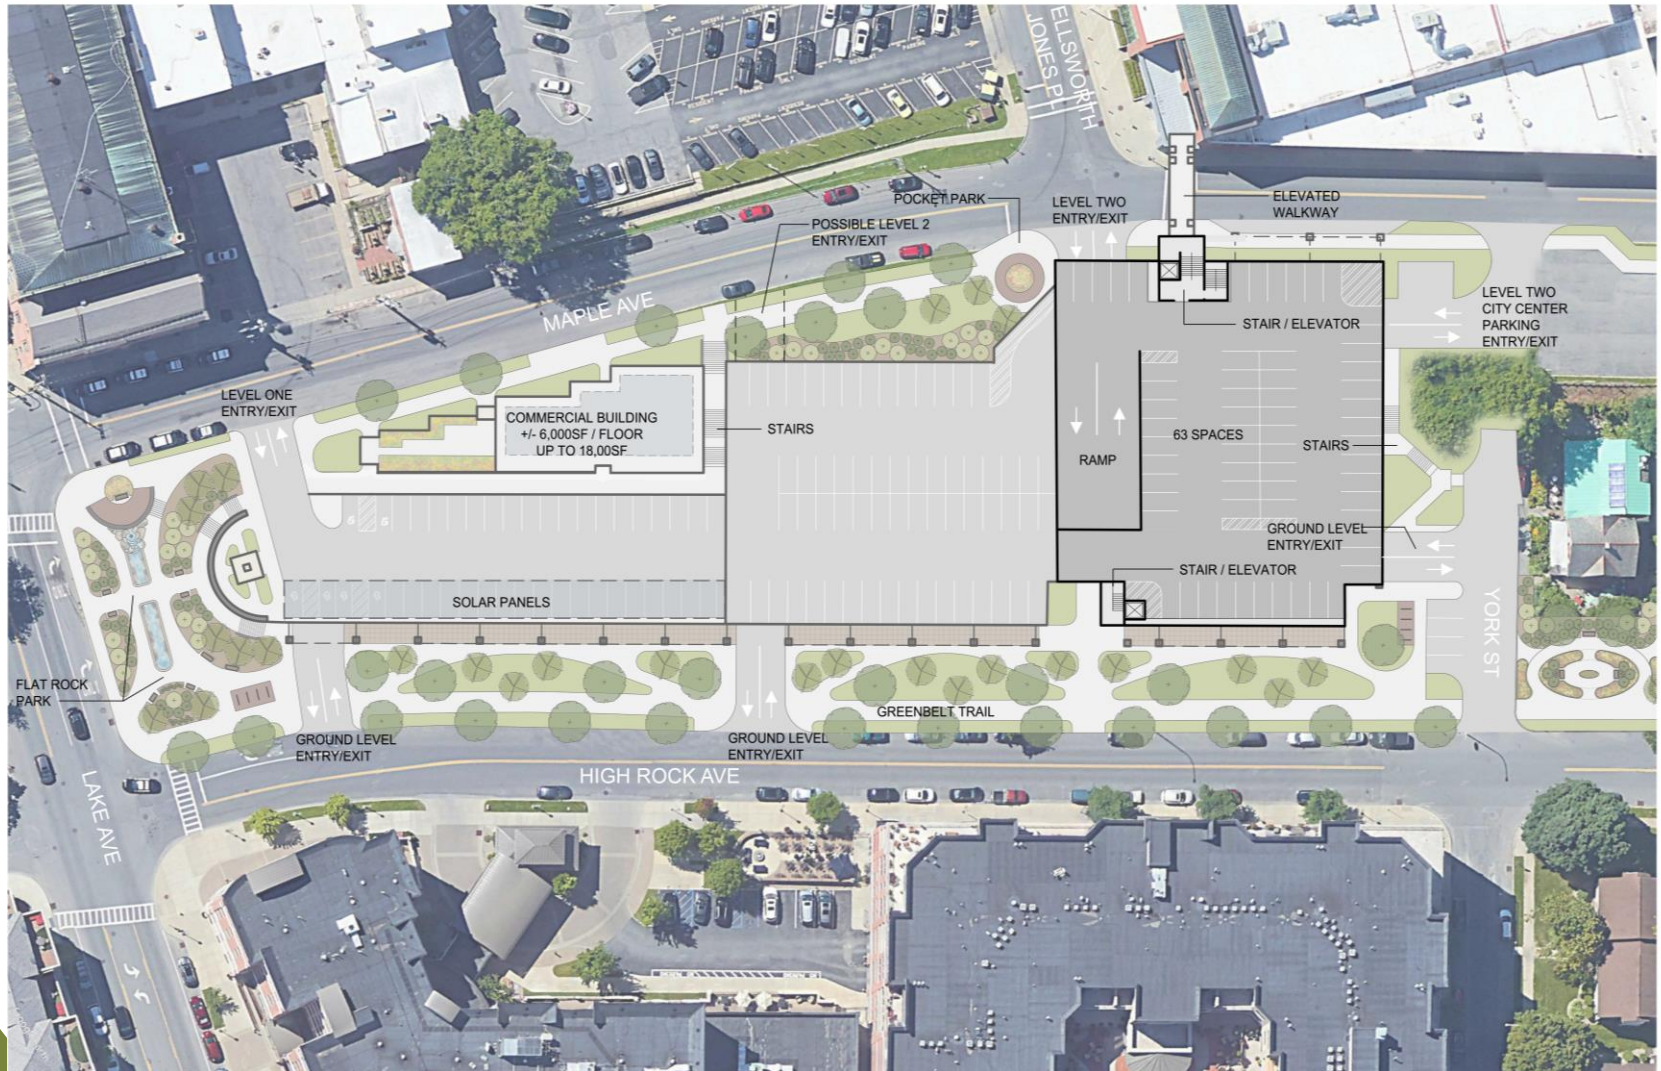 ELLSWORTH
JONES PL
POCKET PARK
LEVEL TWO
ENTRY/EXIT
ELEVATED
WALKWAY
POSSIBLE LEVEL 2
ENTRY/EXIT
MAPLE AVE
LEVEL TWO
CITY CENTER
PARKING
ENTRY/EXIT
STAIR / ELEVATOR
LEVEL ONE
ENTRY/EXIT
COMMERCIAL BUILDING
+/- 6,000SF / FLOOR
UP TO 18,00SF
STAIRS
63 SPACES
STAIRS
RAMP
GROUND LEVEL
ENTRY/EXIT
STAIR / ELEVATOR
SOLAR PANELS
YORK ST
FLAT ROCK
PARK
GREENBELT TRAIL
GROUND LEVEL
ENTRY/EXIT
GROUND LEVEL
ENTRY/EXIT
HIGH ROCK AVE
LAKE AVE